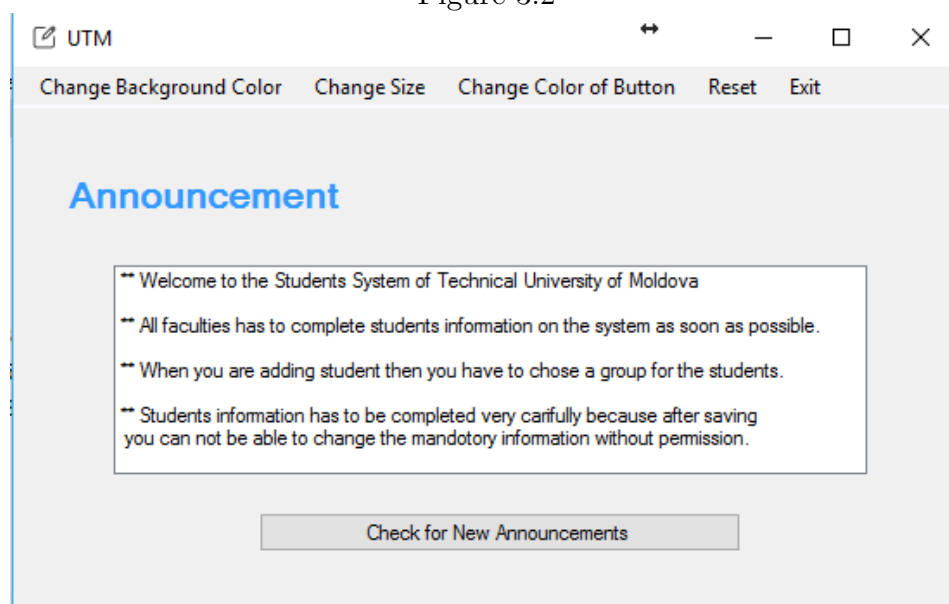 Figure 3.2
UTM
Change Background Color Change Size Change Color of Button Reset Exit
Announcement
** Welcome to the Students System of Technical University of Moldova
** All faculties has to complete students information on the system as soon as possible.
** When you are adding student then you have to chose a group for the students.
** Students information has to be completed very carifully because after saving
you can not be able to change the mandotory information without permission.
Check for New Announcements